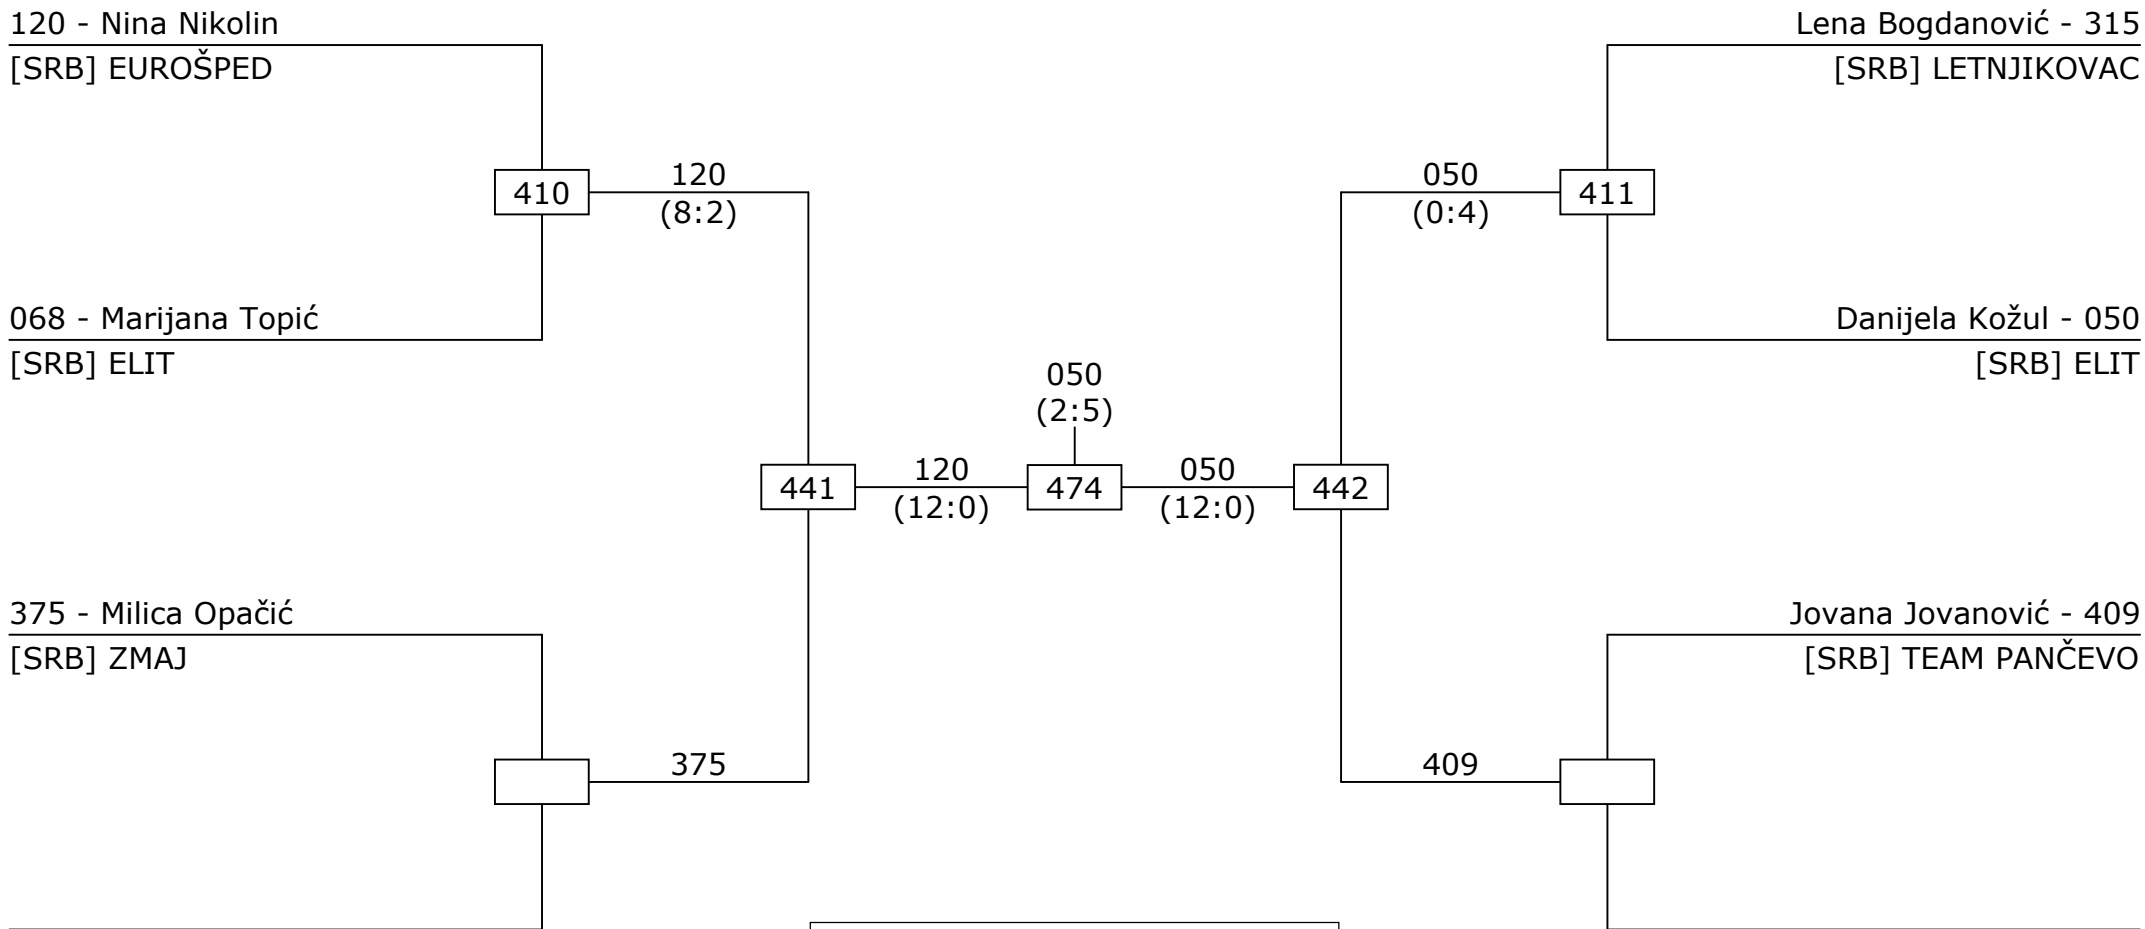 120 - Nina Nikolin
[SRB] EUROŠPED
Lena Bogdanović - 315
[SRB] LETNJIKOVAC
410
120
(8:2)
050
(0:4)
411
068 - Marijana Topić
[SRB] ELIT
Danijela Kožul - 050
[SRB] ELIT
050
(2:5)
441
120
(12:0)
474
050
(12:0)
442
375 - Milica Opačić
[SRB] ZMAJ
Jovana Jovanović - 409
[SRB] TEAM PANČEVO
375
409